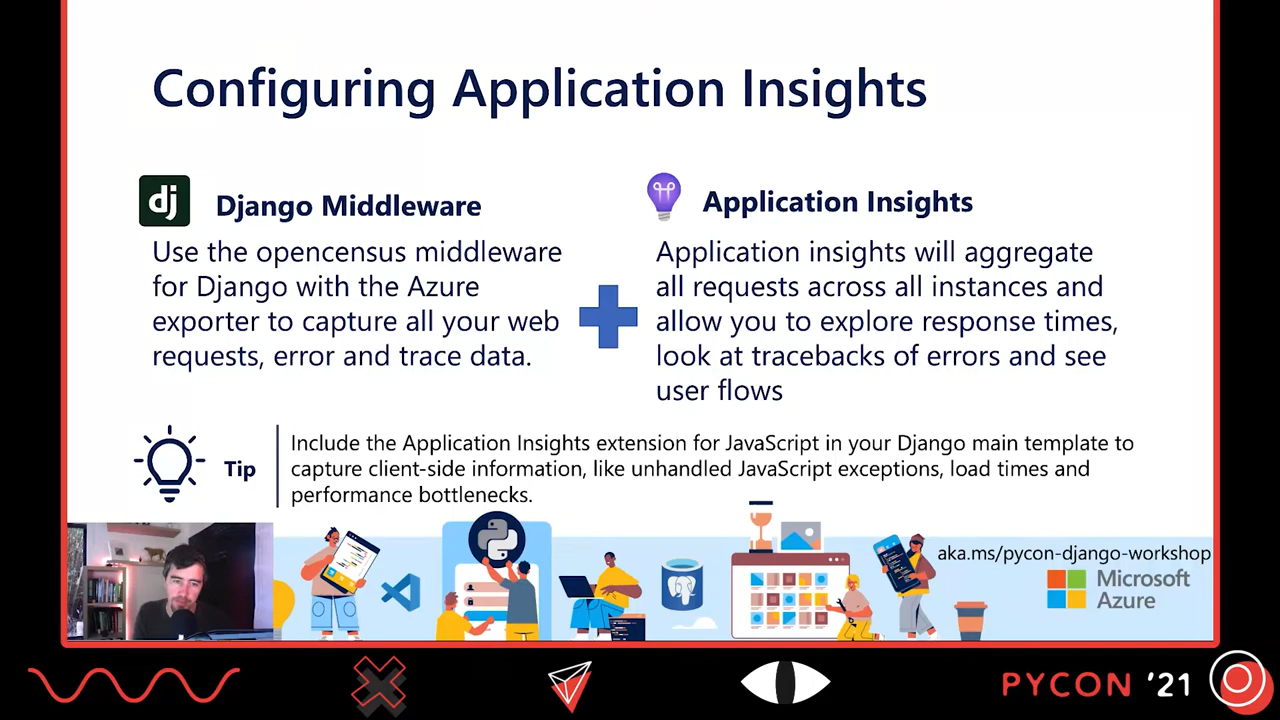 Configuring Application Insights
dj
Django Middleware
Use the opencensus middleware
for Django with the Azure
exporter to capture all your web
requests, error and trace data.
Application Insights
Application insights will aggregate
all requests across all instances and
allow you to explore response times,
look at tracebacks of errors and see
user flows
Tip
Include the Application Insights extension for JavaScript in your Django main template to
capture client-side information, like unhandled JavaScript exceptions, load times and
performance bottlenecks.
aka.ms/pycon-django-workshop
Microsoft
Azure
PYCON '21